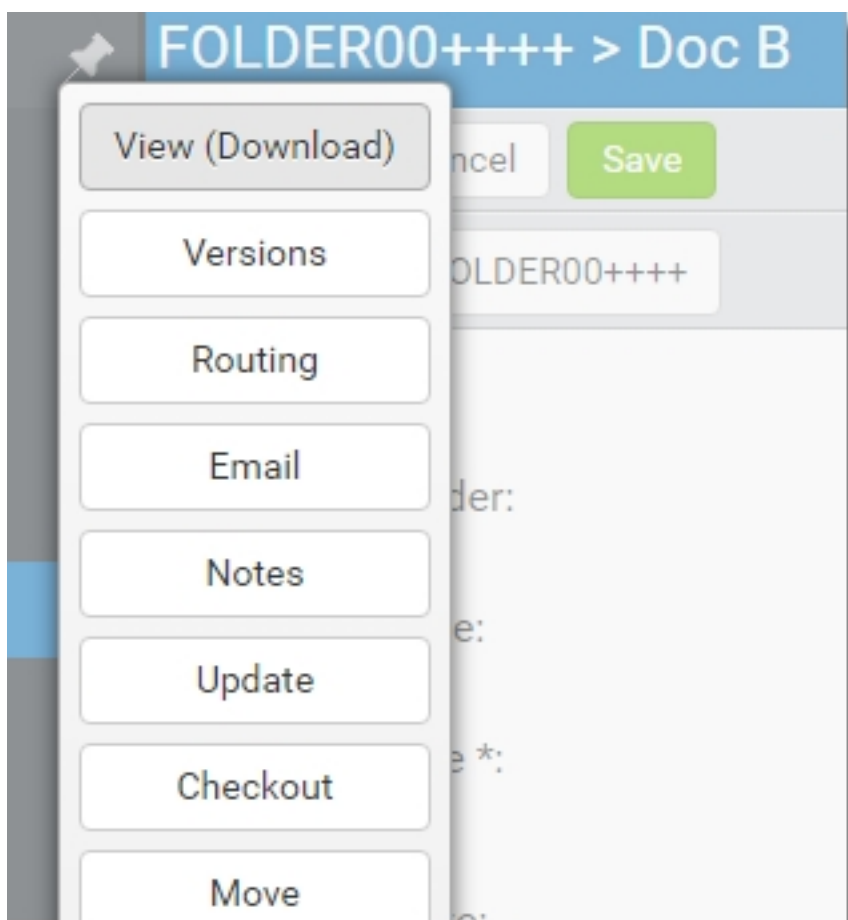 FOLDER00++++ > Doc B
View (Download)
ncel
Save
Versions
OLDER00++++
Routing
Email
der:
Notes
e:
Update
e *:
Checkout
Move